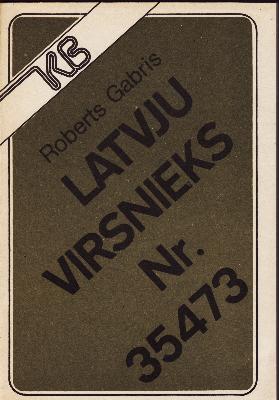 KB
Roberts Gabris
LATVJU
VIRSNIEKS
Nr.
35473